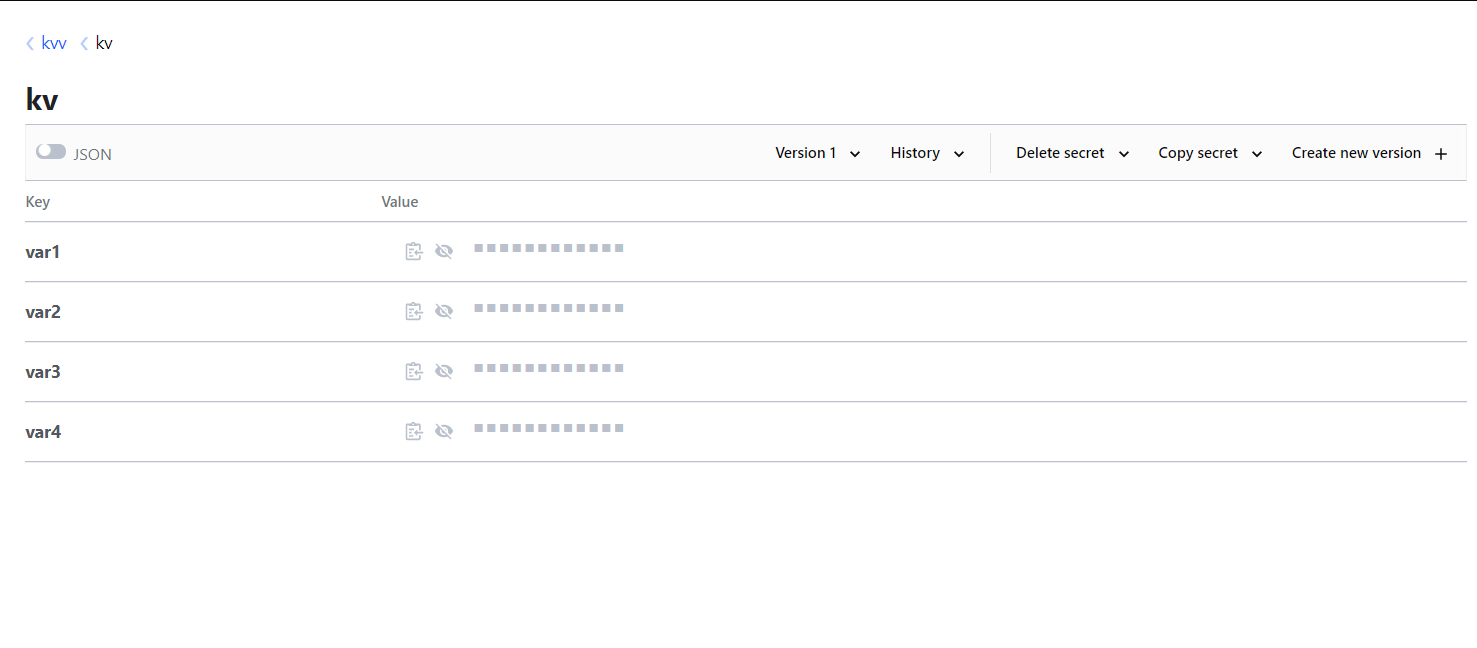 kvv kv
kv
JSON Version 1 History Delete secret Copy secret Create new version
Key Value
var1
var2
var3
var4